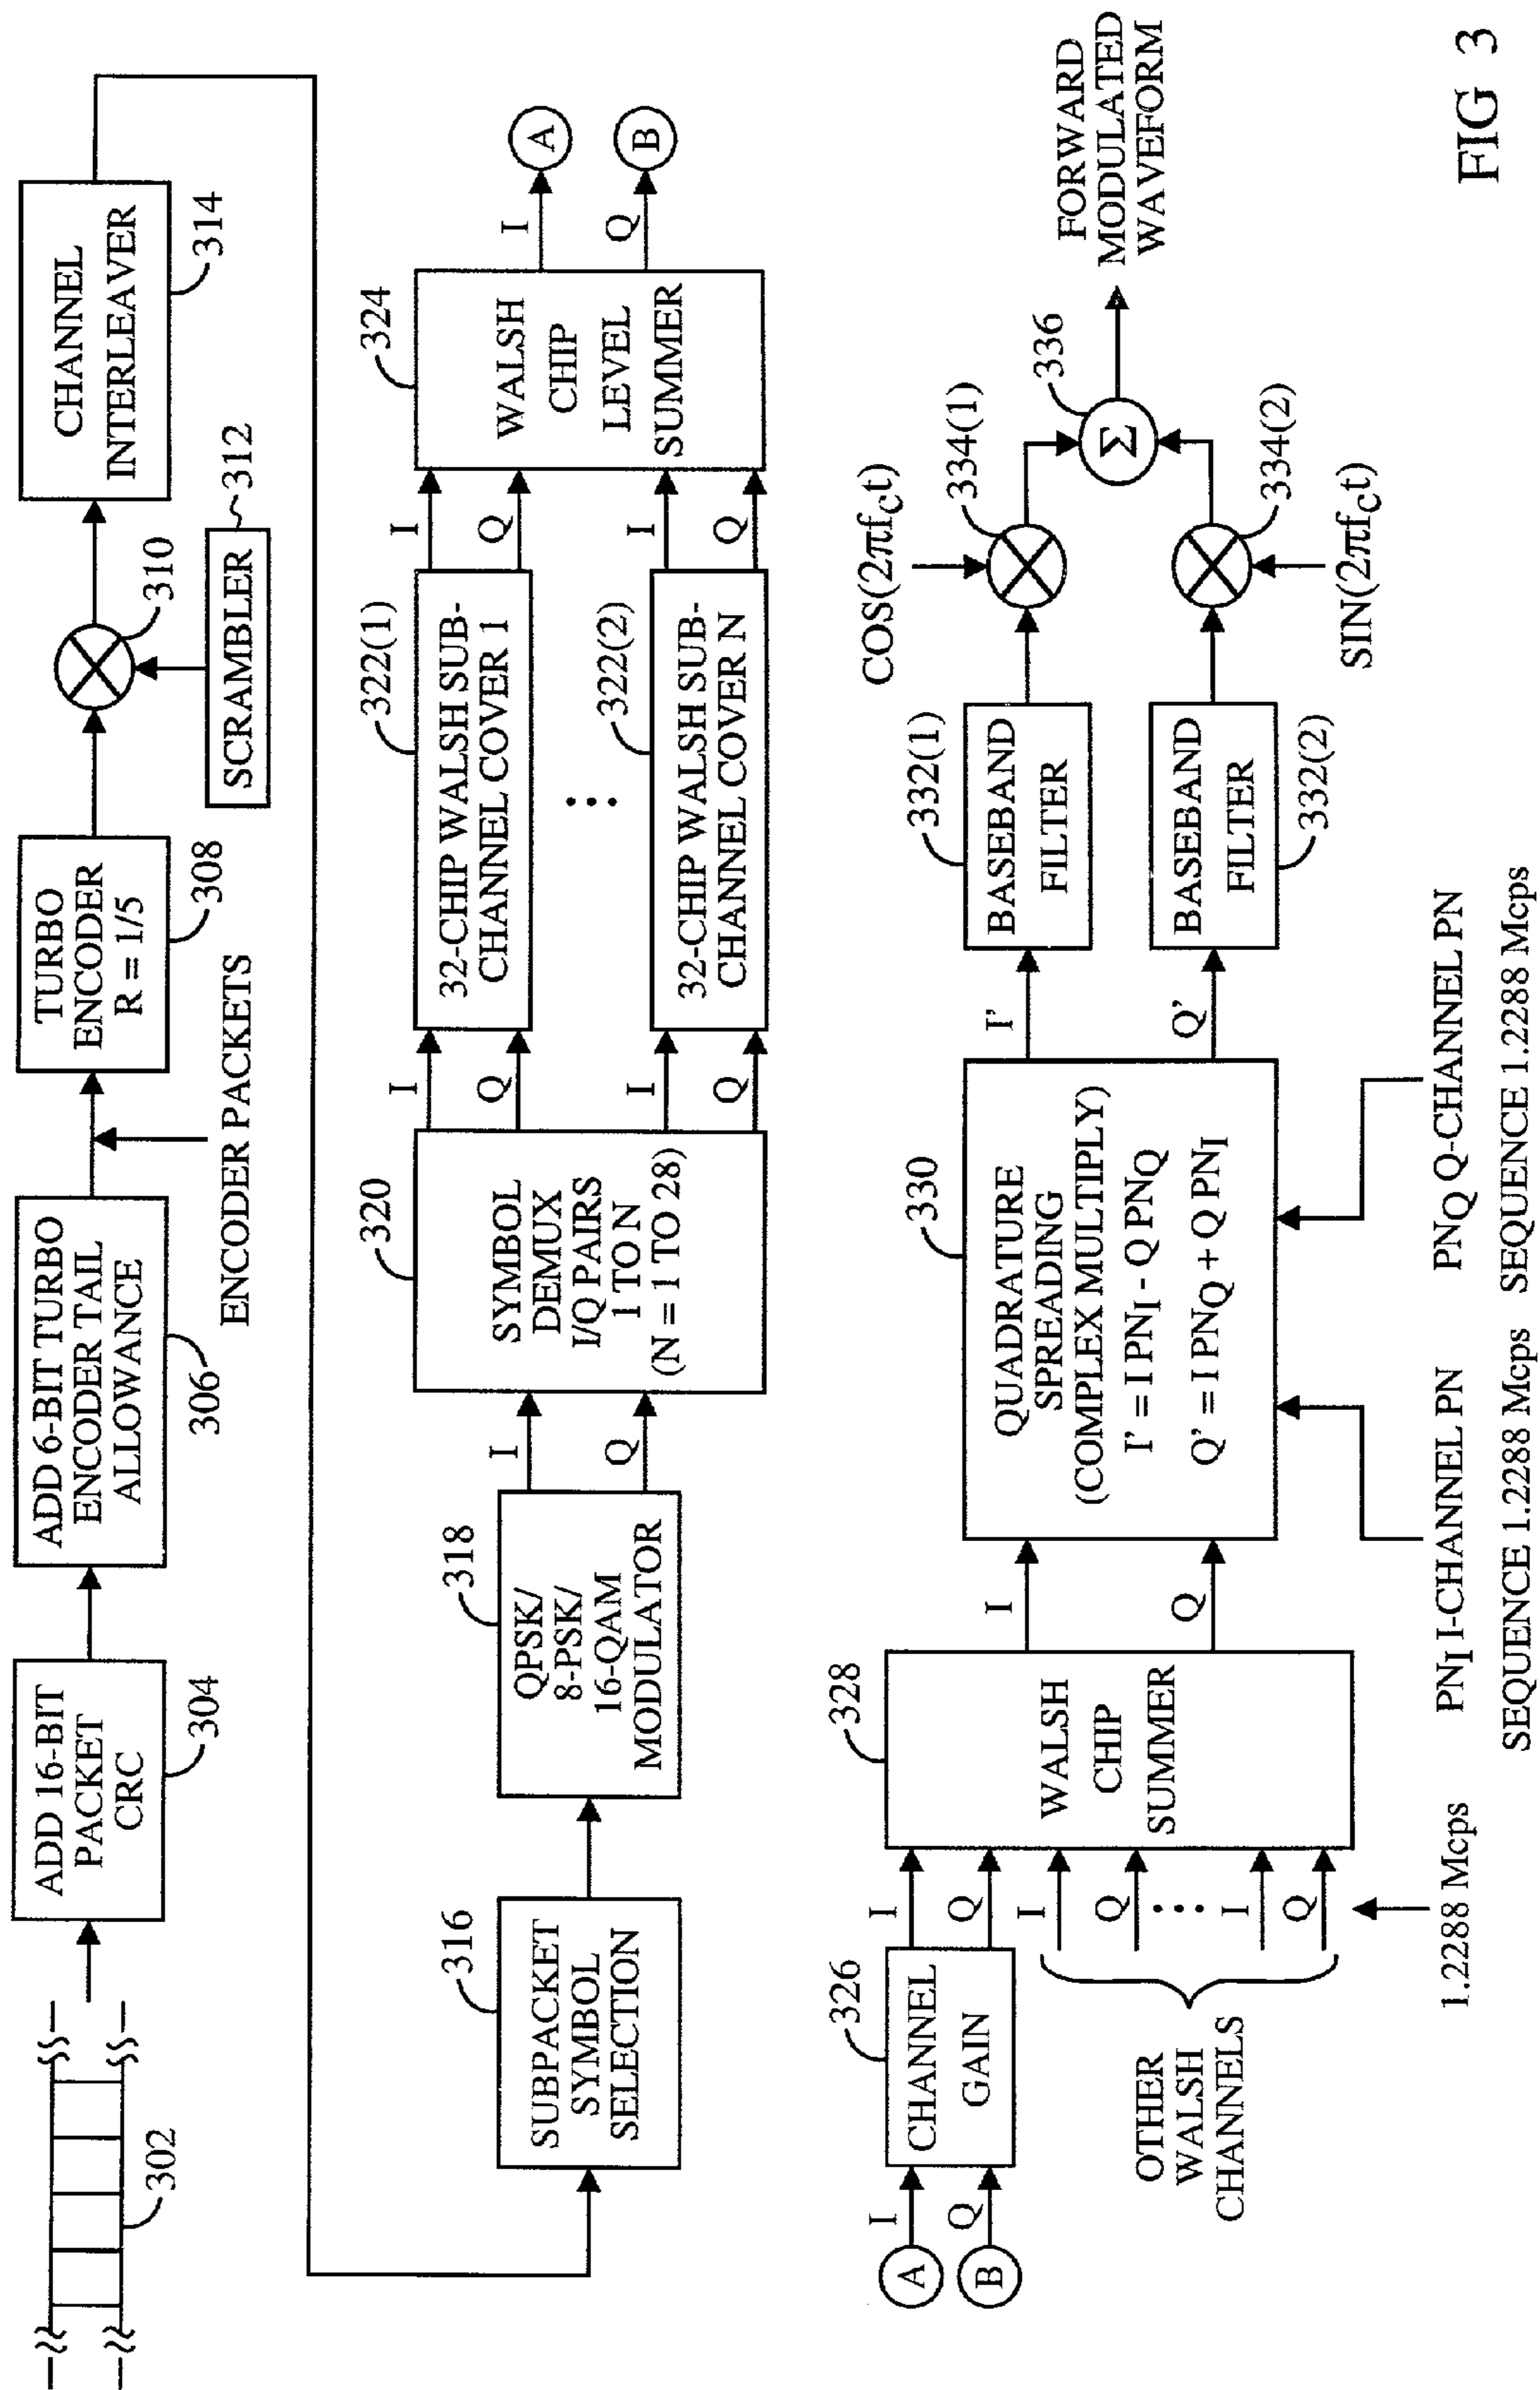 302
ADD 16-BIT
PACKET
CRC
304
ADD 6-BIT TURBO
ENCODER TAIL
ALLOWANCE
306
ENCODER PACKETS
TURBO
ENCODER
R = 1/5
308
310
SCRAMBLER
312
CHANNEL
INTERLEAVER
314
SUBPACKET
SYMBOL
SELECTION
316
QPSK/
8-PSK/
16-QAM
MODULATOR
318
I
Q
SYMBOL
DEMUX
I/Q PAIRS
1 TO N
(N = 1 TO 28)
320
I
Q
I
Q
32-CHIP WALSH SUB-
CHANNEL COVER 1
322(1)
32-CHIP WALSH SUB-
CHANNEL COVER N
322(2)
I
Q
I
Q
WALSH
CHIP
LEVEL
SUMMER
324
I
Q
A
B
A
B
I
Q
CHANNEL
GAIN
326
I
Q
I
Q
I
Q
OTHER
WALSH
CHANNELS
1.2288 Mcps
WALSH
CHIP
SUMMER
328
I
Q
QUADRATURE
SPREADING
(COMPLEX MULTIPLY)
I' = I PNI - Q PNQ
Q' = I PNQ + Q PNI
330
PNI I-CHANNEL PN
SEQUENCE 1.2288 Mcps
PNQ Q-CHANNEL PN
SEQUENCE 1.2288 Mcps
I'
Q'
BASEBAND
FILTER
332(1)
BASEBAND
FILTER
332(2)
COS(2πfct)
334(1)
SIN(2πfct)
334(2)
Σ
336
FORWARD
MODULATED
WAVEFORM
FIG 3